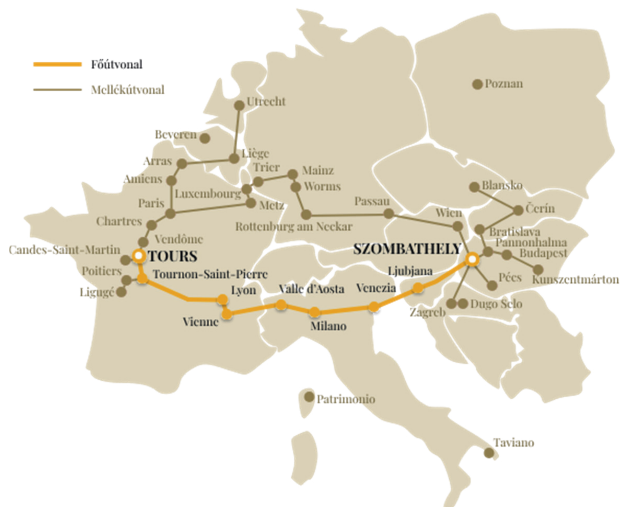 Főútvonal
Mellékútvonal
Poznan
Utrecht
Beveren
Liège
Arras
Trier
Mainz
Amiens
Luxembourg
Worms
Blansko
Paris
Metz
Passau
Čerín
Chartres
Rottenburg am Neckar
Wien
Bratislava
Vendôme
Pannonhalma
Candes-Saint-Martin
TOURS
SZOMBATHELY
Budapest
Poitiers
Tournon-Saint-Pierre
Ljubjana
Pécs
Kunszentmárton
Ligugé
Lyon
Valle d'Aosta
Venezia
Dugo Selo
Zagreb
Vienne
Milano
Patrimonio
Taviano